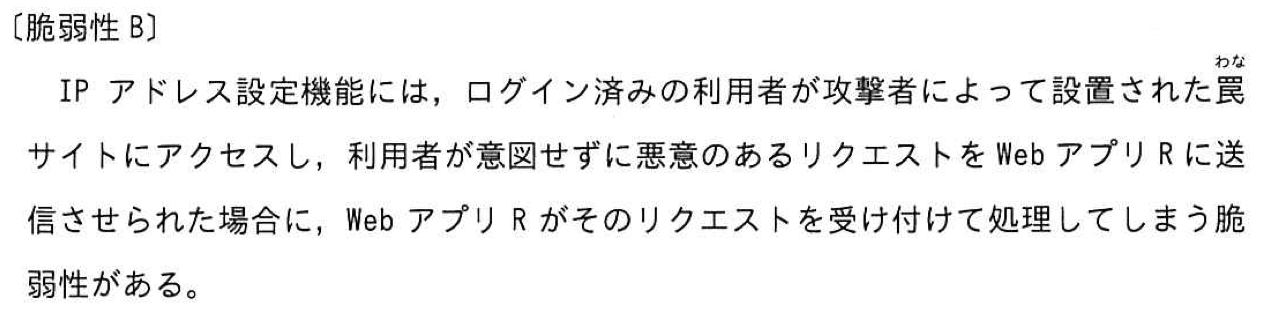 〔脆弱性B〕
わな
IP アドレス設定機能には，ログイン済みの利用者が攻撃者によって設置された罠
サイトにアクセスし，利用者が意図せずに悪意のあるリクエストを Web アプリ R に送
信させられた場合に，Web アプリ R がそのリクエストを受け付けて処理してしまう脆
弱性がある。